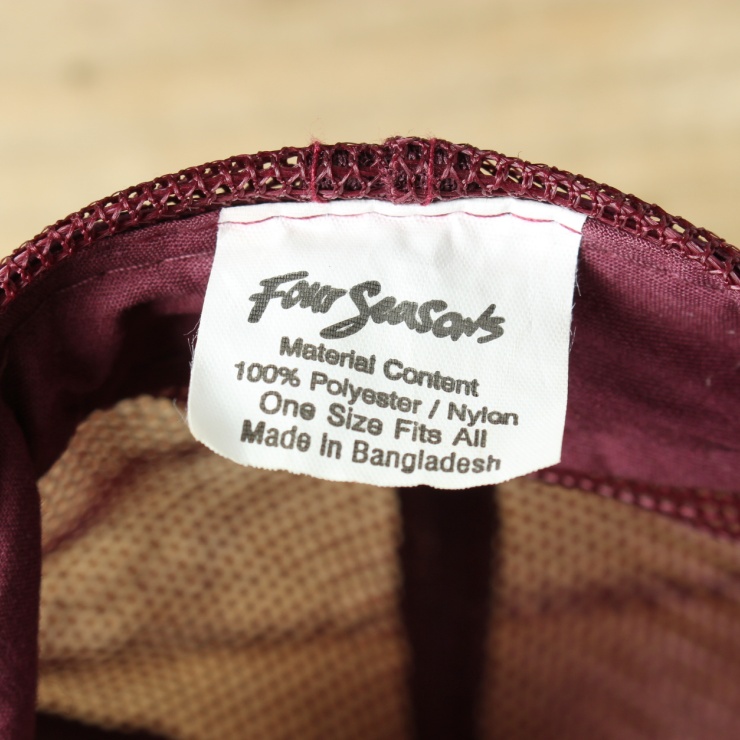 Four Seasons
Material Content
100% Polyester / Nylon
One Size Fits All
Made In Bangladesh